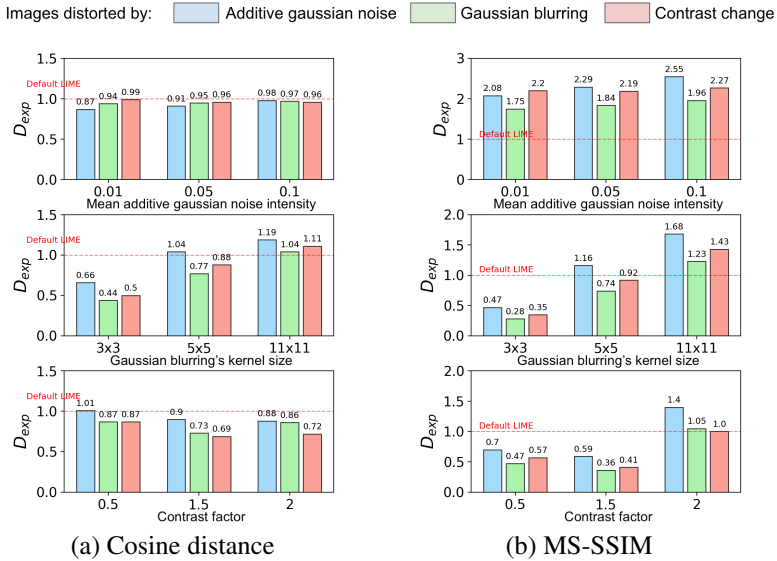 Images distorted by: Additive gaussian noise Gaussian blurring Contrast change
1.5
1.0
0.5
0.0
D_exp
Default LIME
0.87 0.94 0.99 0.91 0.95 0.96 0.98 0.97 0.96
0.01 0.05 0.1
Mean additive gaussian noise intensity
1.5
1.0
0.5
0.0
D_exp
Default LIME
0.66 0.44 0.5 1.04 0.77 0.88 1.19 1.04 1.11
3x3 5x5 11x11
Gaussian blurring's kernel size
1.5
1.0
0.5
0.0
D_exp
Default LIME
1.01 0.87 0.87 0.9 0.73 0.69 0.88 0.86 0.72
0.5 1.5 2
Contrast factor
(a) Cosine distance
3
2
1
0
D_exp
Default LIME
2.08 1.75 2.2 2.29 1.84 2.19 2.55 1.96 2.27
0.01 0.05 0.1
Mean additive gaussian noise intensity
2.0
1.5
1.0
0.5
0.0
D_exp
Default LIME
0.47 0.28 0.35 1.16 0.74 0.92 1.68 1.23 1.43
3x3 5x5 11x11
Gaussian blurring's kernel size
2.0
1.5
1.0
0.5
0.0
D_exp
Default LIME
0.7 0.47 0.57 0.59 0.36 0.41 1.4 1.05 1.0
0.5 1.5 2
Contrast factor
(b) MS-SSIM